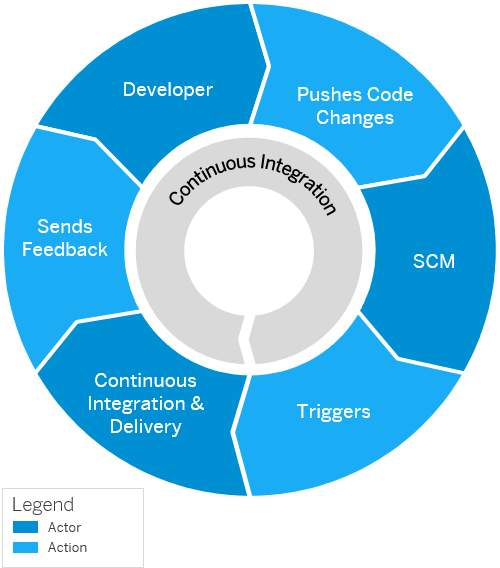 Developer
Pushes Code
Changes
Continuous Integration
Sends
Feedback
SCM
Continuous
Integration &
Delivery
Triggers
Legend
Actor
Action